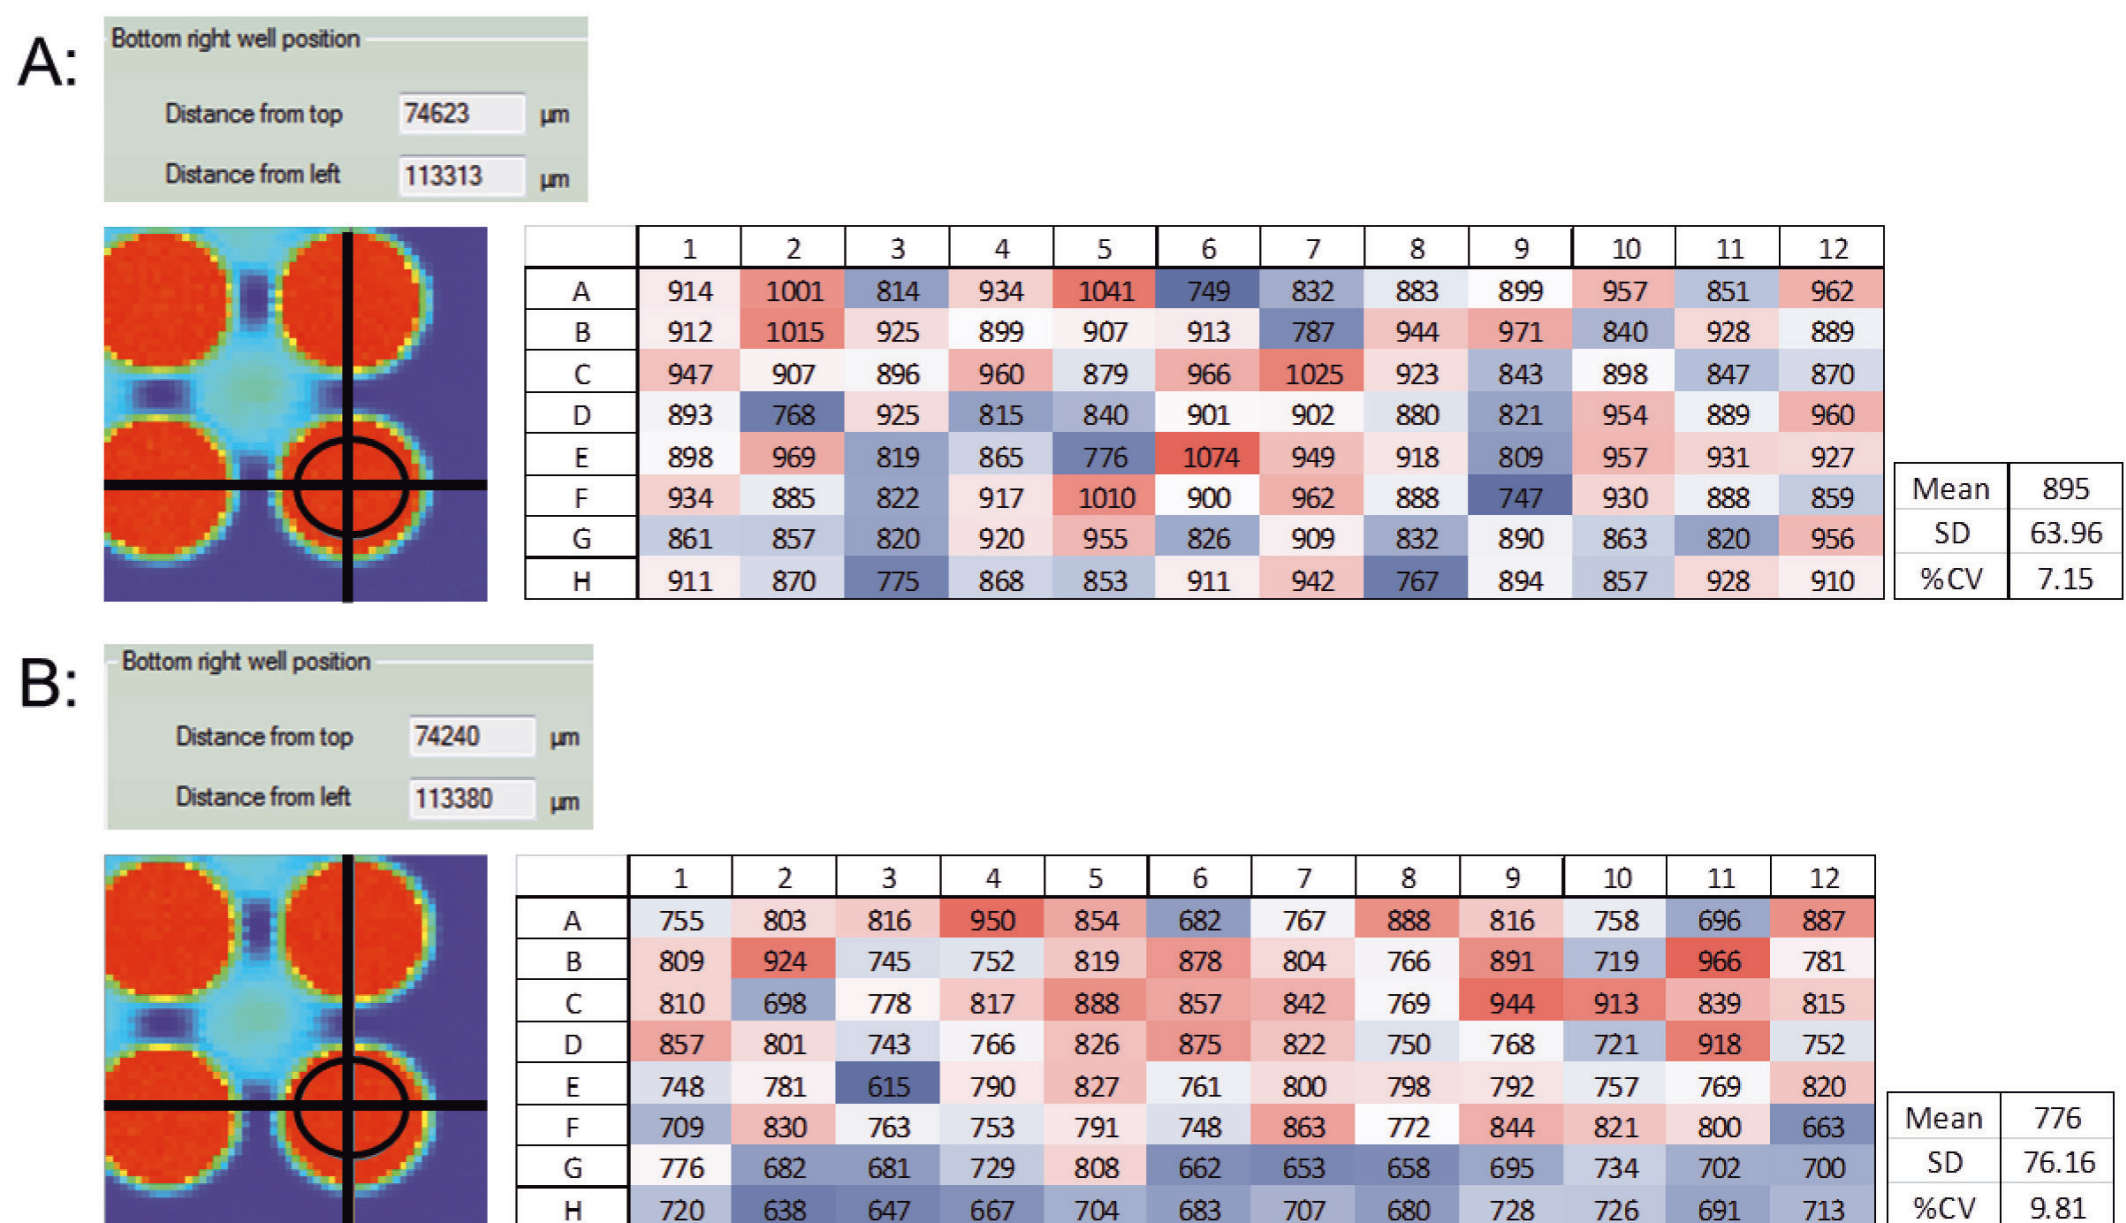 A:
Bottom right well position
Distance from top 74623 µm
Distance from left 113313 µm
1 2 3 4 5 6 7 8 9 10 11 12
A 914 1001 814 934 1041 749 832 883 899 957 851 962
B 912 1015 925 899 907 913 787 944 971 840 928 889
C 947 907 896 960 879 966 1025 923 843 898 847 870
D 893 768 925 815 840 901 902 880 821 954 889 960
E 898 969 819 865 776 1074 949 918 809 957 931 927
F 934 885 822 917 1010 900 962 888 747 930 888 859
G 861 857 820 920 955 826 909 832 890 863 820 956
H 911 870 775 868 853 911 942 767 894 857 928 910
Mean 895
SD 63.96
%CV 7.15
B:
Bottom right well position
Distance from top 74240 µm
Distance from left 113380 µm
1 2 3 4 5 6 7 8 9 10 11 12
A 755 803 816 950 854 682 767 888 816 758 696 887
B 809 924 745 752 819 878 804 766 891 719 966 781
C 810 698 778 817 888 857 842 769 944 913 839 815
D 857 801 743 766 826 875 822 750 768 721 918 752
E 748 781 615 790 827 761 800 798 792 757 769 820
F 709 830 763 753 791 748 863 772 844 821 800 663
G 776 682 681 729 808 662 653 658 695 734 702 700
H 720 638 647 667 704 683 707 680 728 726 691 713
Mean 776
SD 76.16
%CV 9.81